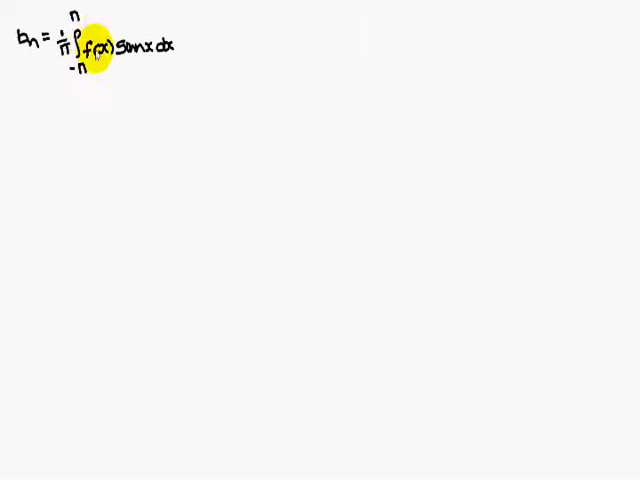 bn = 1/π ∫_{-π}^{π} f(x) sin nx dx